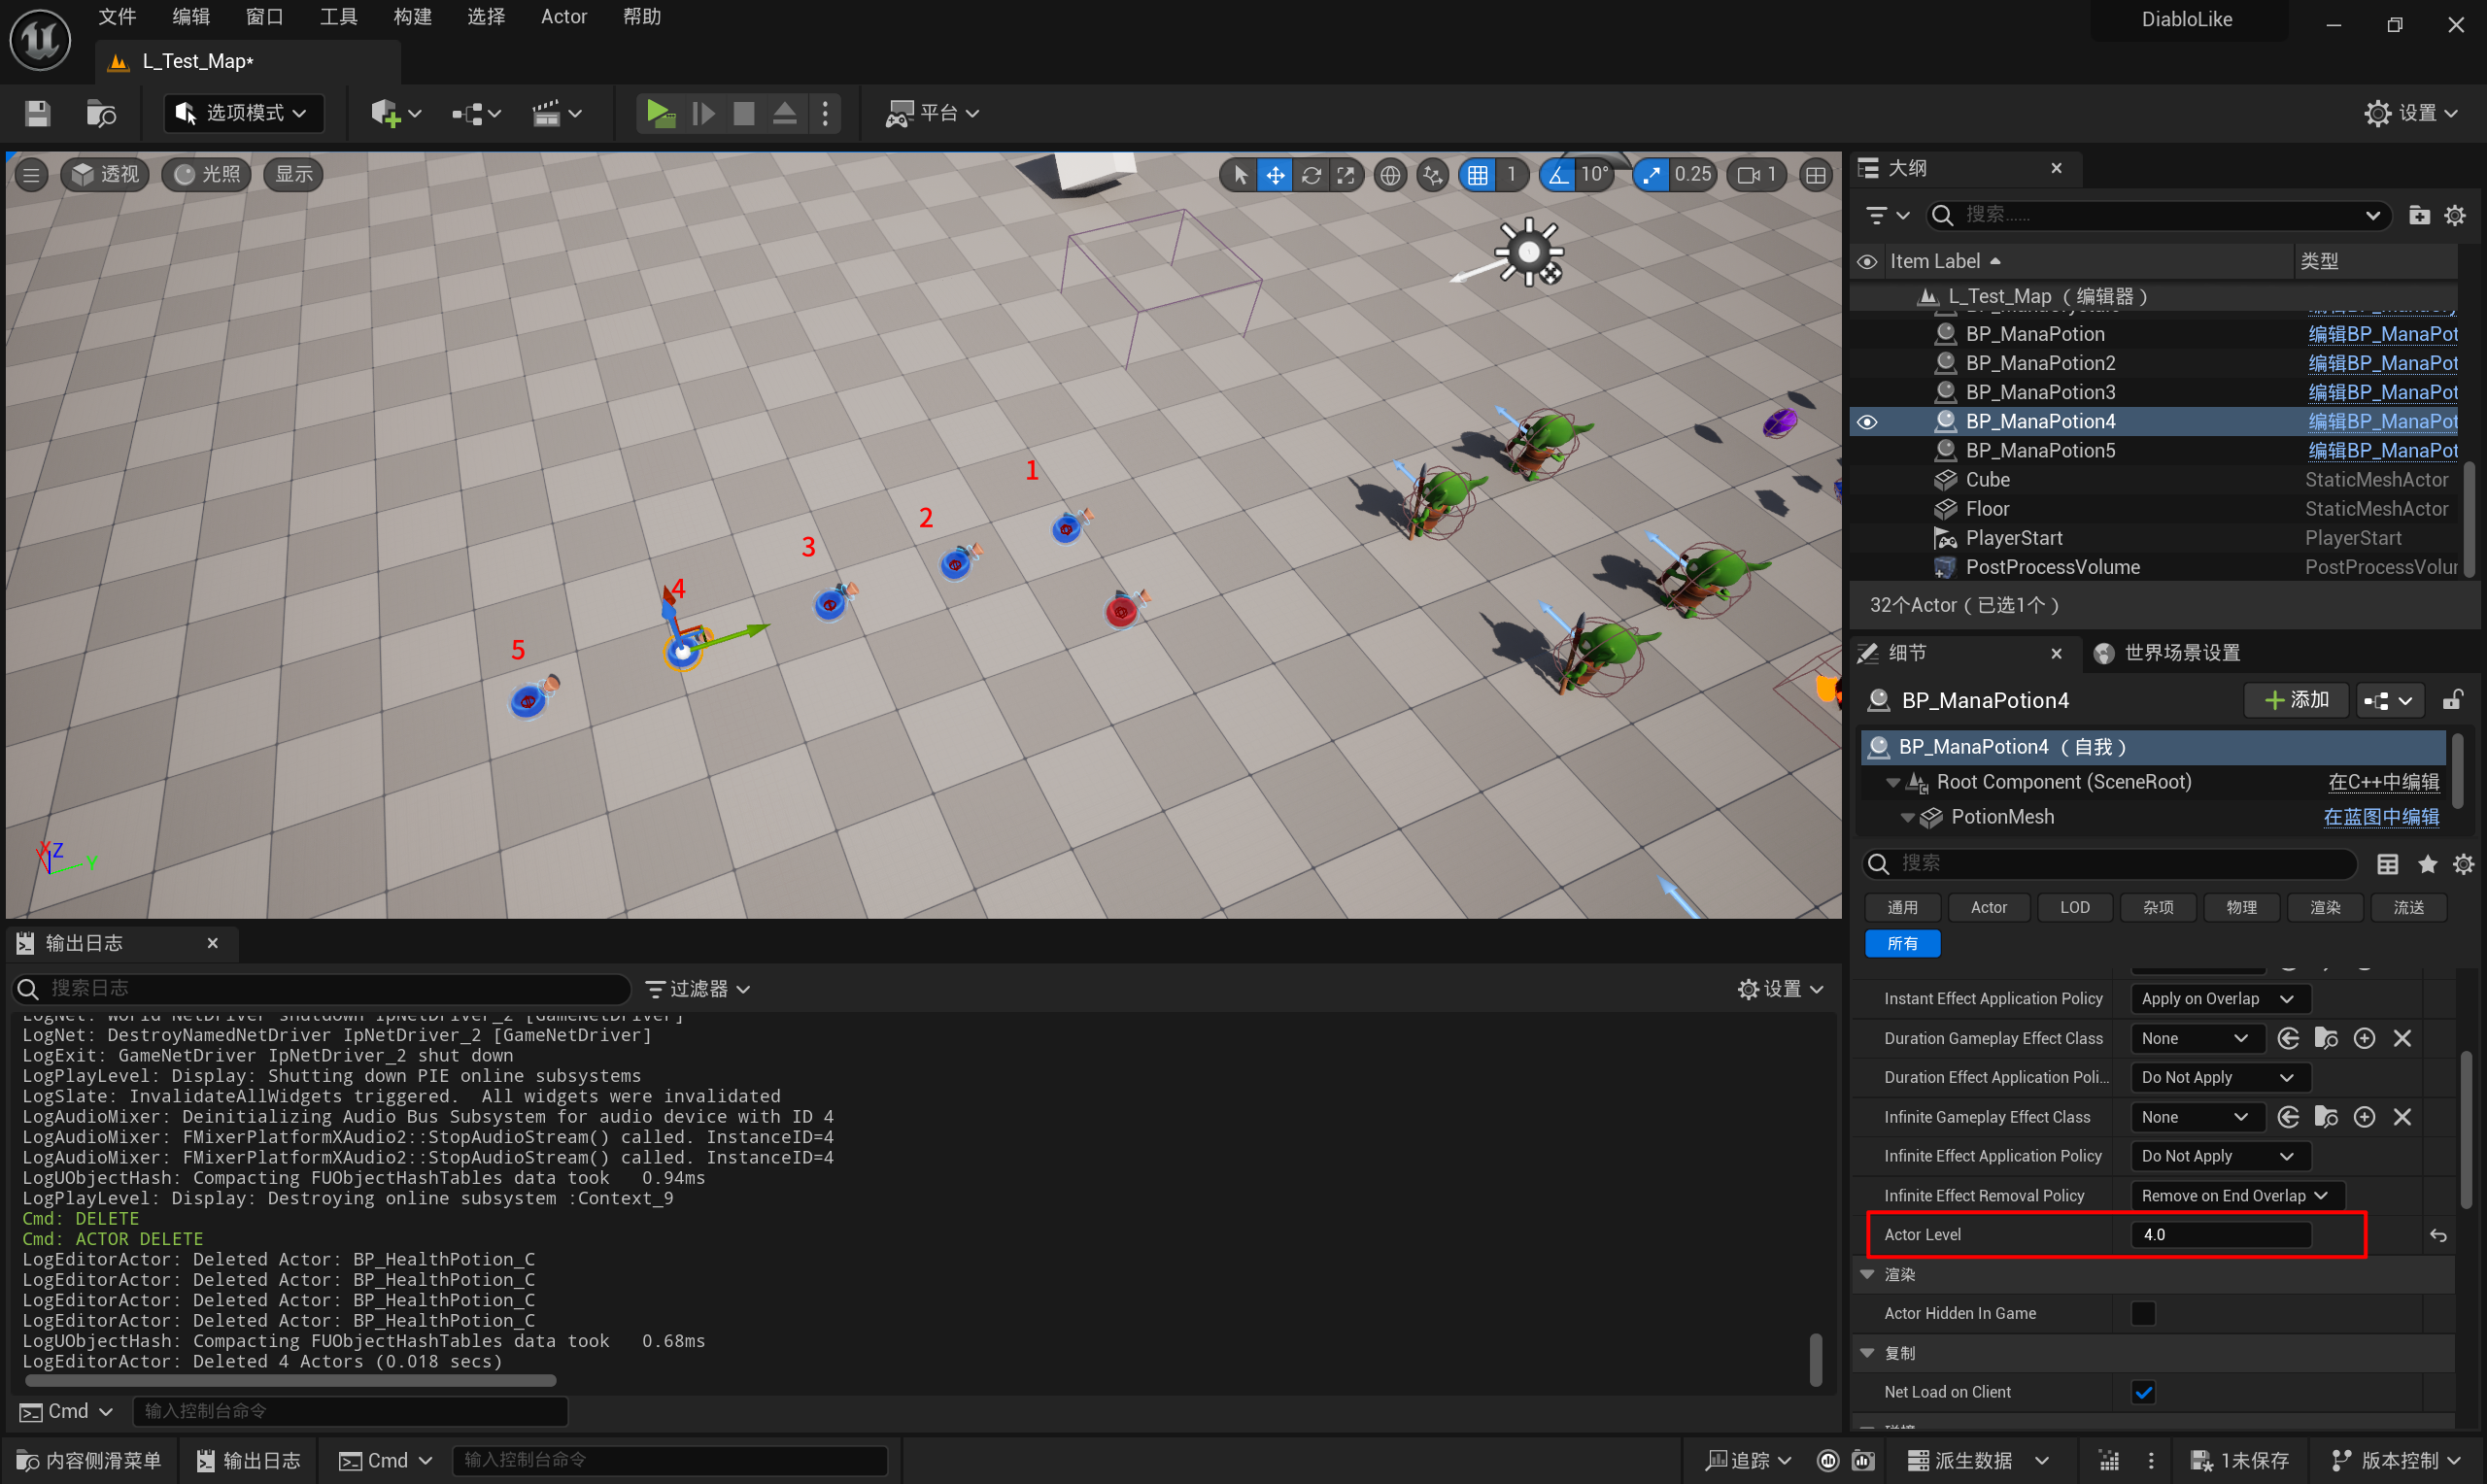 文件 编辑 窗口 工具 构建 选择 Actor 帮助
DiabloLike
L_Test_Map*
选项模式
平台
设置
透视 光照 显示
1 10° 0.25 1
1
2
3
4
5
X Z Y
大纲
搜索......
Item Label 类型
L_Test_Map （编辑器）
BP_ManaPotion 编辑BP_ManaPot
BP_ManaPotion2 编辑BP_ManaPot
BP_ManaPotion3 编辑BP_ManaPot
BP_ManaPotion4 编辑BP_ManaPot
BP_ManaPotion5 编辑BP_ManaPot
Cube StaticMeshActor
Floor StaticMeshActor
PlayerStart PlayerStart
PostProcessVolume PostProcessVolur
32个Actor（已选1个）
细节 世界场景设置
BP_ManaPotion4 添加
BP_ManaPotion4 （自我）
Root Component (SceneRoot) 在C++中编辑
PotionMesh 在蓝图中编辑
搜索
通用 Actor LOD 杂项 物理 渲染 流送
所有
Instant Effect Application Policy Apply on Overlap
Duration Gameplay Effect Class None
Duration Effect Application Poli... Do Not Apply
Infinite Gameplay Effect Class None
Infinite Effect Application Policy Do Not Apply
Infinite Effect Removal Policy Remove on End Overlap
Actor Level 4.0
渲染
Actor Hidden In Game
复制
Net Load on Client
输出日志
搜索日志 过滤器 设置
LogNet: World NetDriver shutdown IpNetDriver_2 [GameNetDriver]
LogNet: DestroyNamedNetDriver IpNetDriver_2 [GameNetDriver]
LogExit: GameNetDriver IpNetDriver_2 shut down
LogPlayLevel: Display: Shutting down PIE online subsystems
LogSlate: InvalidateAllWidgets triggered.  All widgets were invalidated
LogAudioMixer: Deinitializing Audio Bus Subsystem for audio device with ID 4
LogAudioMixer: FMixerPlatformXAudio2::StopAudioStream() called. InstanceID=4
LogAudioMixer: FMixerPlatformXAudio2::StopAudioStream() called. InstanceID=4
LogUObjectHash: Compacting FUObjectHashTables data took   0.94ms
LogPlayLevel: Display: Destroying online subsystem :Context_9
Cmd: DELETE
Cmd: ACTOR DELETE
LogEditorActor: Deleted Actor: BP_HealthPotion_C
LogEditorActor: Deleted Actor: BP_HealthPotion_C
LogEditorActor: Deleted Actor: BP_HealthPotion_C
LogEditorActor: Deleted Actor: BP_HealthPotion_C
LogUObjectHash: Compacting FUObjectHashTables data took   0.68ms
LogEditorActor: Deleted 4 Actors (0.018 secs)
Cmd 输入控制台命令
内容侧滑菜单 输出日志 Cmd 输入控制台命令 追踪 派生数据 1未保存 版本控制